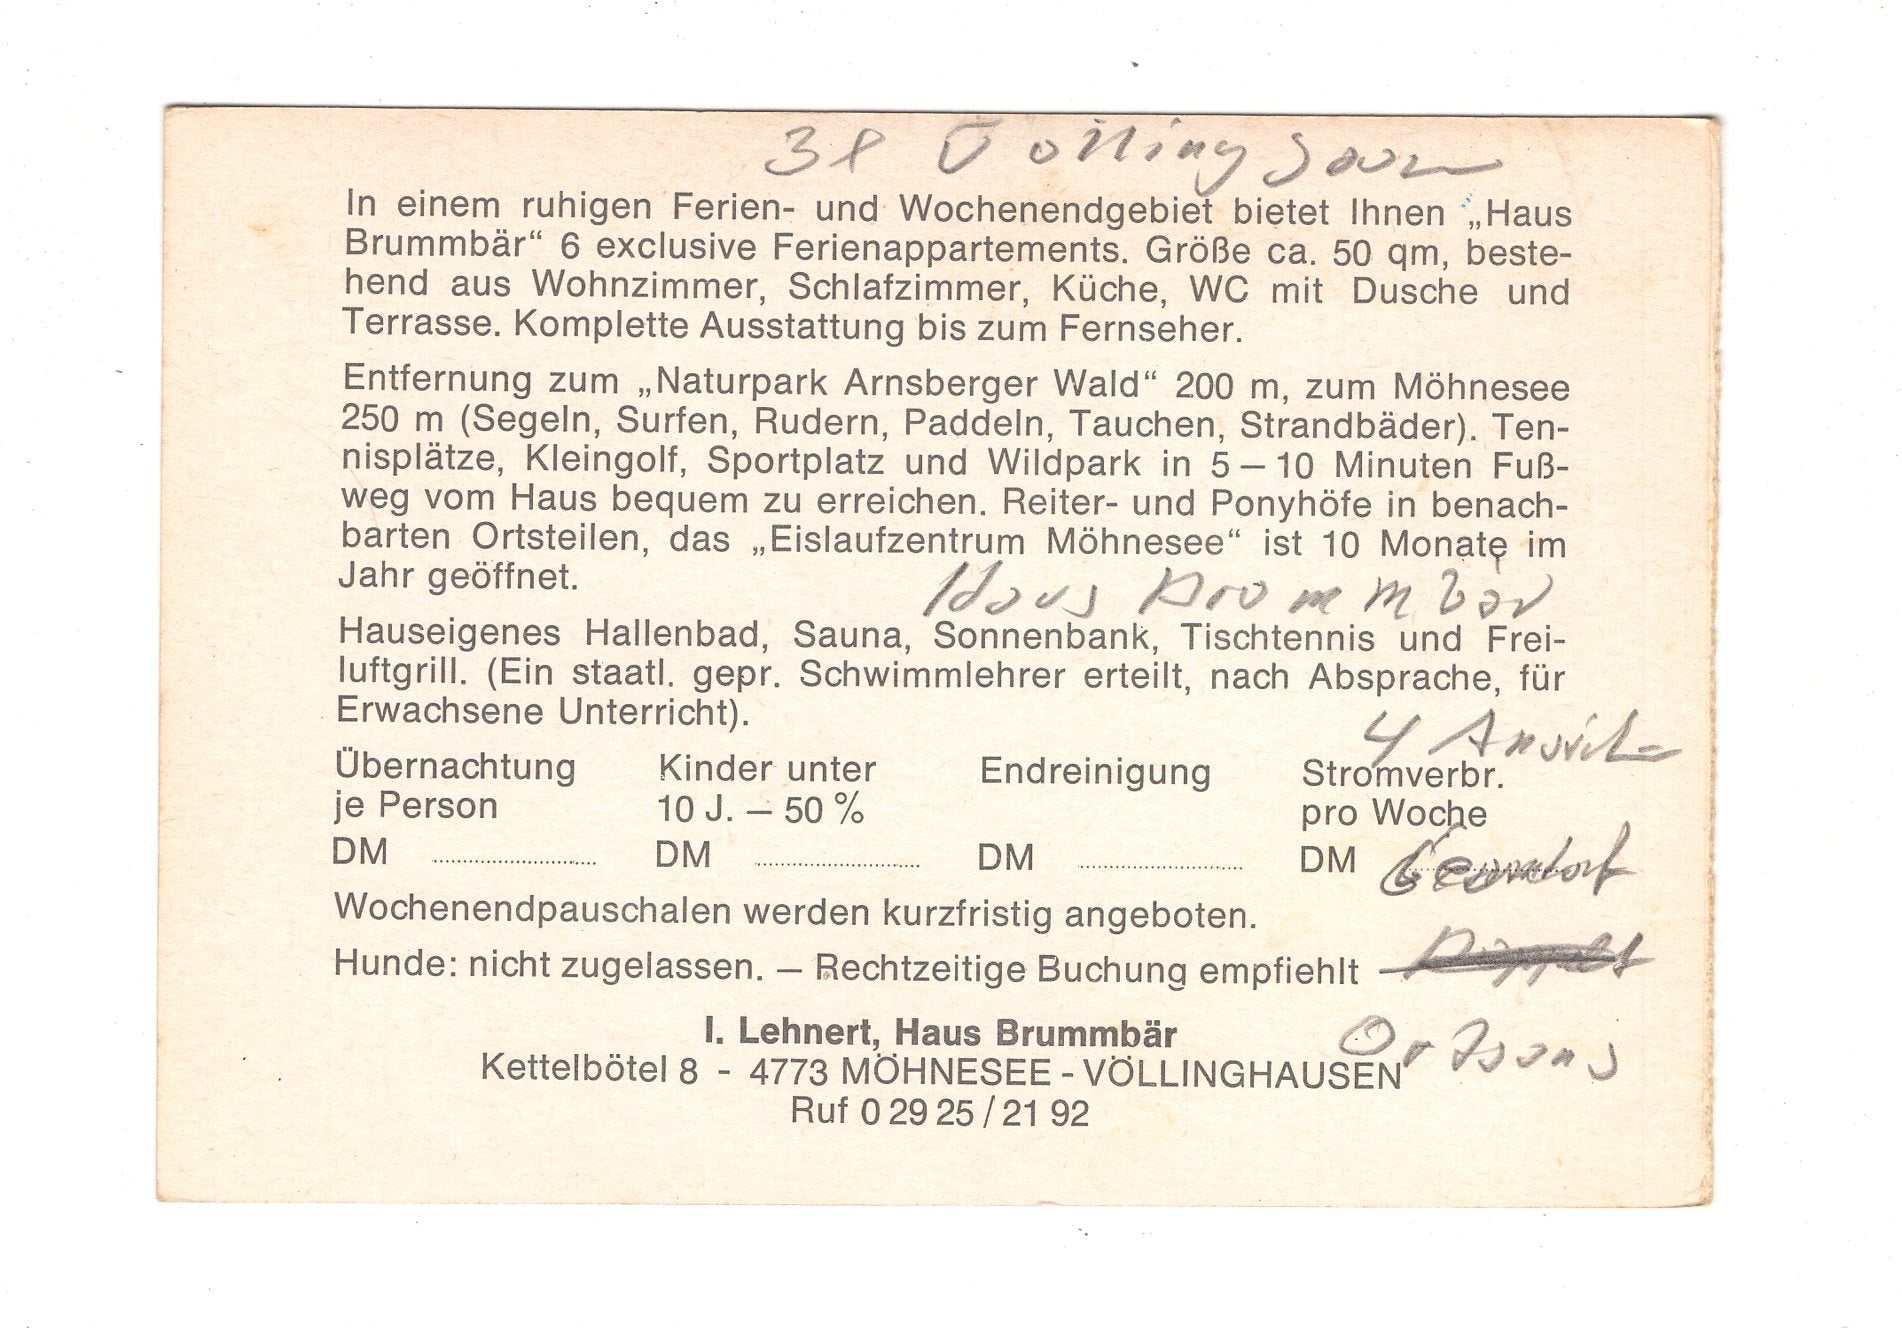 38 Völlinghausen
In einem ruhigen Ferien- und Wochenendgebiet bietet Ihnen „Haus
Brummbär“ 6 exclusive Ferienappartements. Größe ca. 50 qm, beste-
hend aus Wohnzimmer, Schlafzimmer, Küche, WC mit Dusche und
Terrasse. Komplette Ausstattung bis zum Fernseher.
Entfernung zum „Naturpark Arnsberger Wald“ 200 m, zum Möhnesee
250 m (Segeln, Surfen, Rudern, Paddeln, Tauchen, Strandbäder). Ten-
nisplätze, Kleingolf, Sportplatz und Wildpark in 5 – 10 Minuten Fuß-
weg vom Haus bequem zu erreichen. Reiter- und Ponyhöfe in benach-
barten Ortsteilen, das „Eislaufzentrum Möhnesee“ ist 10 Monate im
Jahr geöffnet.
Haus Brommbär
Hauseigenes Hallenbad, Sauna, Sonnenbank, Tischtennis und Frei-
luftgrill. (Ein staatl. gepr. Schwimmlehrer erteilt, nach Absprache, für
Erwachsene Unterricht).
4 Ansichten
Übernachtung Kinder unter Endreinigung Stromverbr.
je Person 10 J. – 50 % pro Woche
DM DM DM DM
Wochenendpauschalen werden kurzfristig angeboten.
Hunde: nicht zugelassen. – Rechtzeitige Buchung empfiehlt
I. Lehnert, Haus Brummbär
Kettelbötel 8 - 4773 MÖHNESEE - VÖLLINGHAUSEN
Ruf 0 29 25 / 21 92